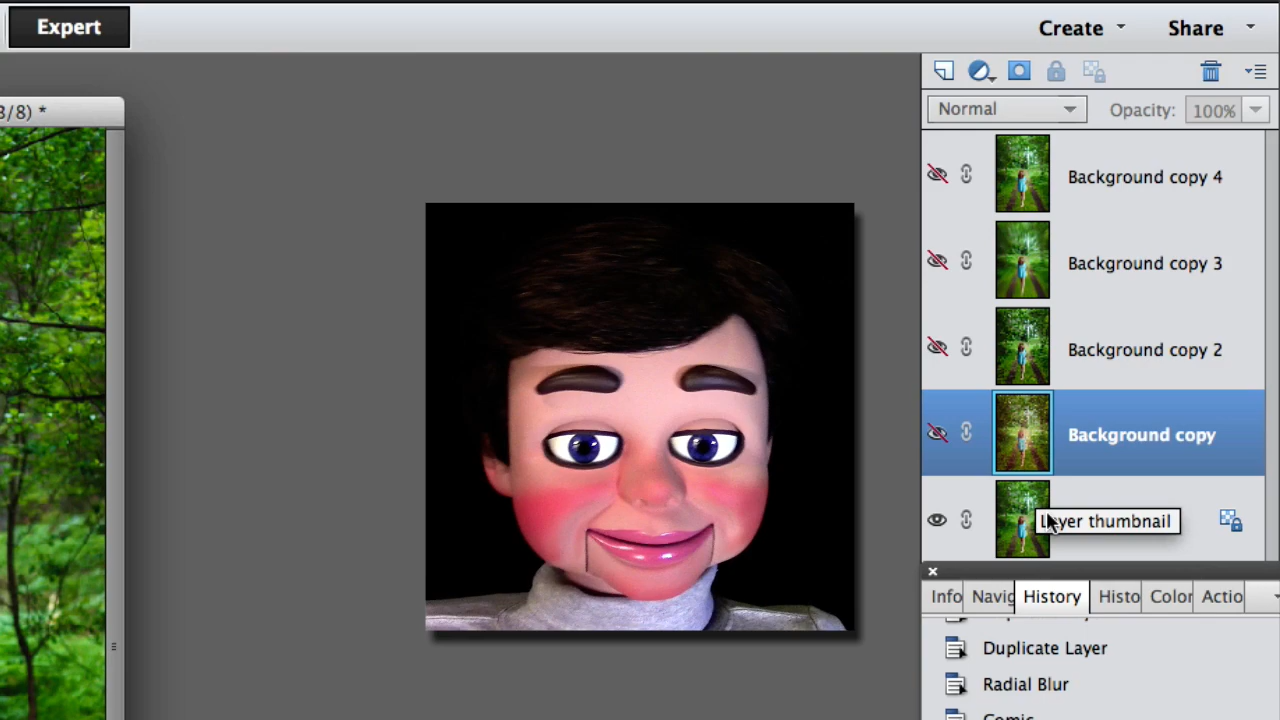 Expert
Create
Share
3/8) *
Normal
Opacity: 100%
Background copy 4
Background copy 3
Background copy 2
Background copy
Layer thumbnail
Info Navig History Histo Color Actio
Duplicate Layer
Radial Blur
Comic